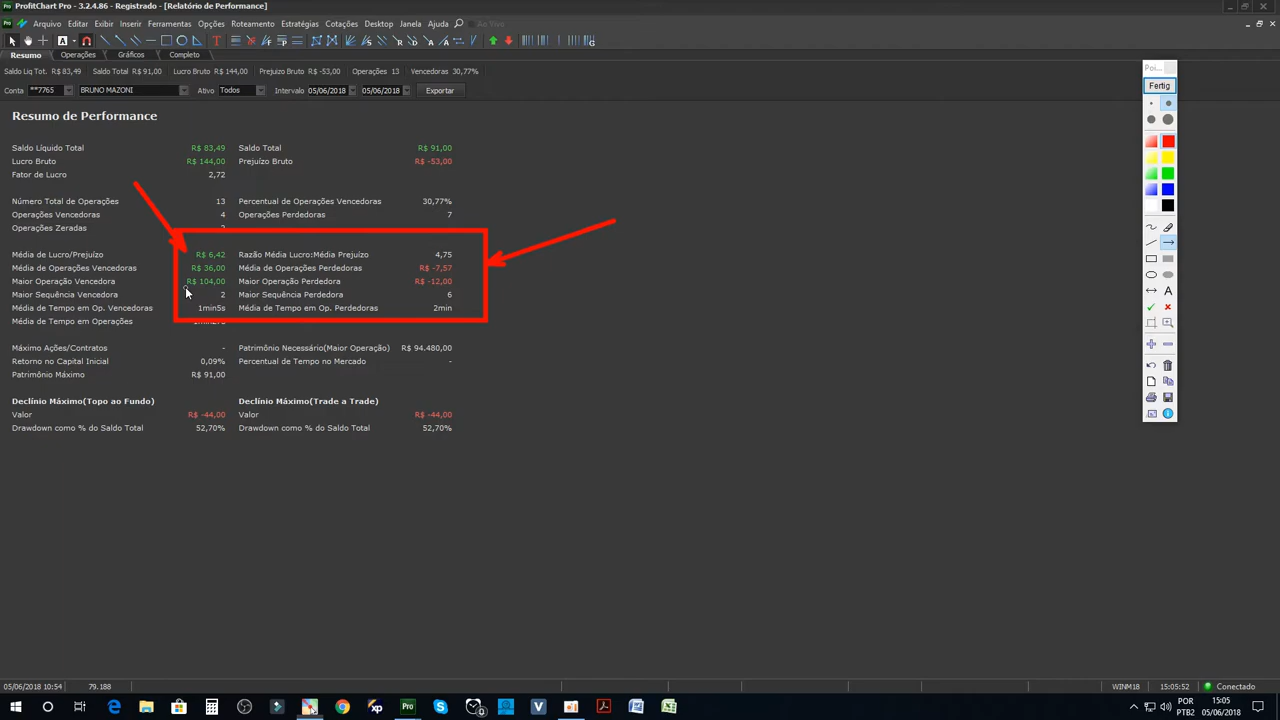 ProfitChart Pro - 3.2.4.86 - Registrado - [Relatório de Performance]
Arquivo Editar Exibir Inserir Ferramentas Opções Roteamento Estratégias Cotações Desktop Janela Ajuda Ao Vivo
Resumo Operações Gráficos Completo
Saldo Liq Tot. R$ 83,49 Saldo Total R$ 91,00 Lucro Bruto R$ 144,00 Prejuizo Bruto R$ -53,00 Operações 13 Vencedoras 30,77%
Conta **7765 BRUNO MAZONI Ativo Todos Intervalo 05/06/2018 05/06/2018 Exportar
Resumo de Performance
Saldo Líquido Total R$ 83,49 Saldo Total R$ 91,00
Lucro Bruto R$ 144,00 Prejuízo Bruto R$ -53,00
Fator de Lucro 2,72
Número Total de Operações 13 Percentual de Operações Vencedoras 30,77%
Operações Vencedoras 4 Operações Perdedoras 7
Operações Zeradas
Média de Lucro/Prejuízo R$ 6,42 Razão Média Lucro:Média Prejuízo 4,75
Média de Operações Vencedoras R$ 36,00 Média de Operações Perdedoras R$ -7,57
Maior Operação Vencedora R$ 104,00 Maior Operação Perdedora R$ -12,00
Maior Sequência Vencedora 2 Maior Sequência Perdedora 6
Média de Tempo em Op. Vencedoras 1min5s Média de Tempo em Op. Perdedoras 2min
Média de Tempo em Operações
Máximo Ações/Contratos - Patrimônio Necessário(Maior Operação) R$ 94.480,00
Retorno no Capital Inicial 0,09% Percentual de Tempo no Mercado -
Patrimônio Máximo R$ 91,00
Declínio Máximo(Topo ao Fundo) Declínio Máximo(Trade a Trade)
Valor R$ -44,00 Valor R$ -44,00
Drawdown como % do Saldo Total 52,70% Drawdown como % do Saldo Total 52,70%
Poi...
Fertig
05/06/2018 10:54 79.188 WINM18 15:05:52 Conectado
POR 15:05
PTB2 05/06/2018